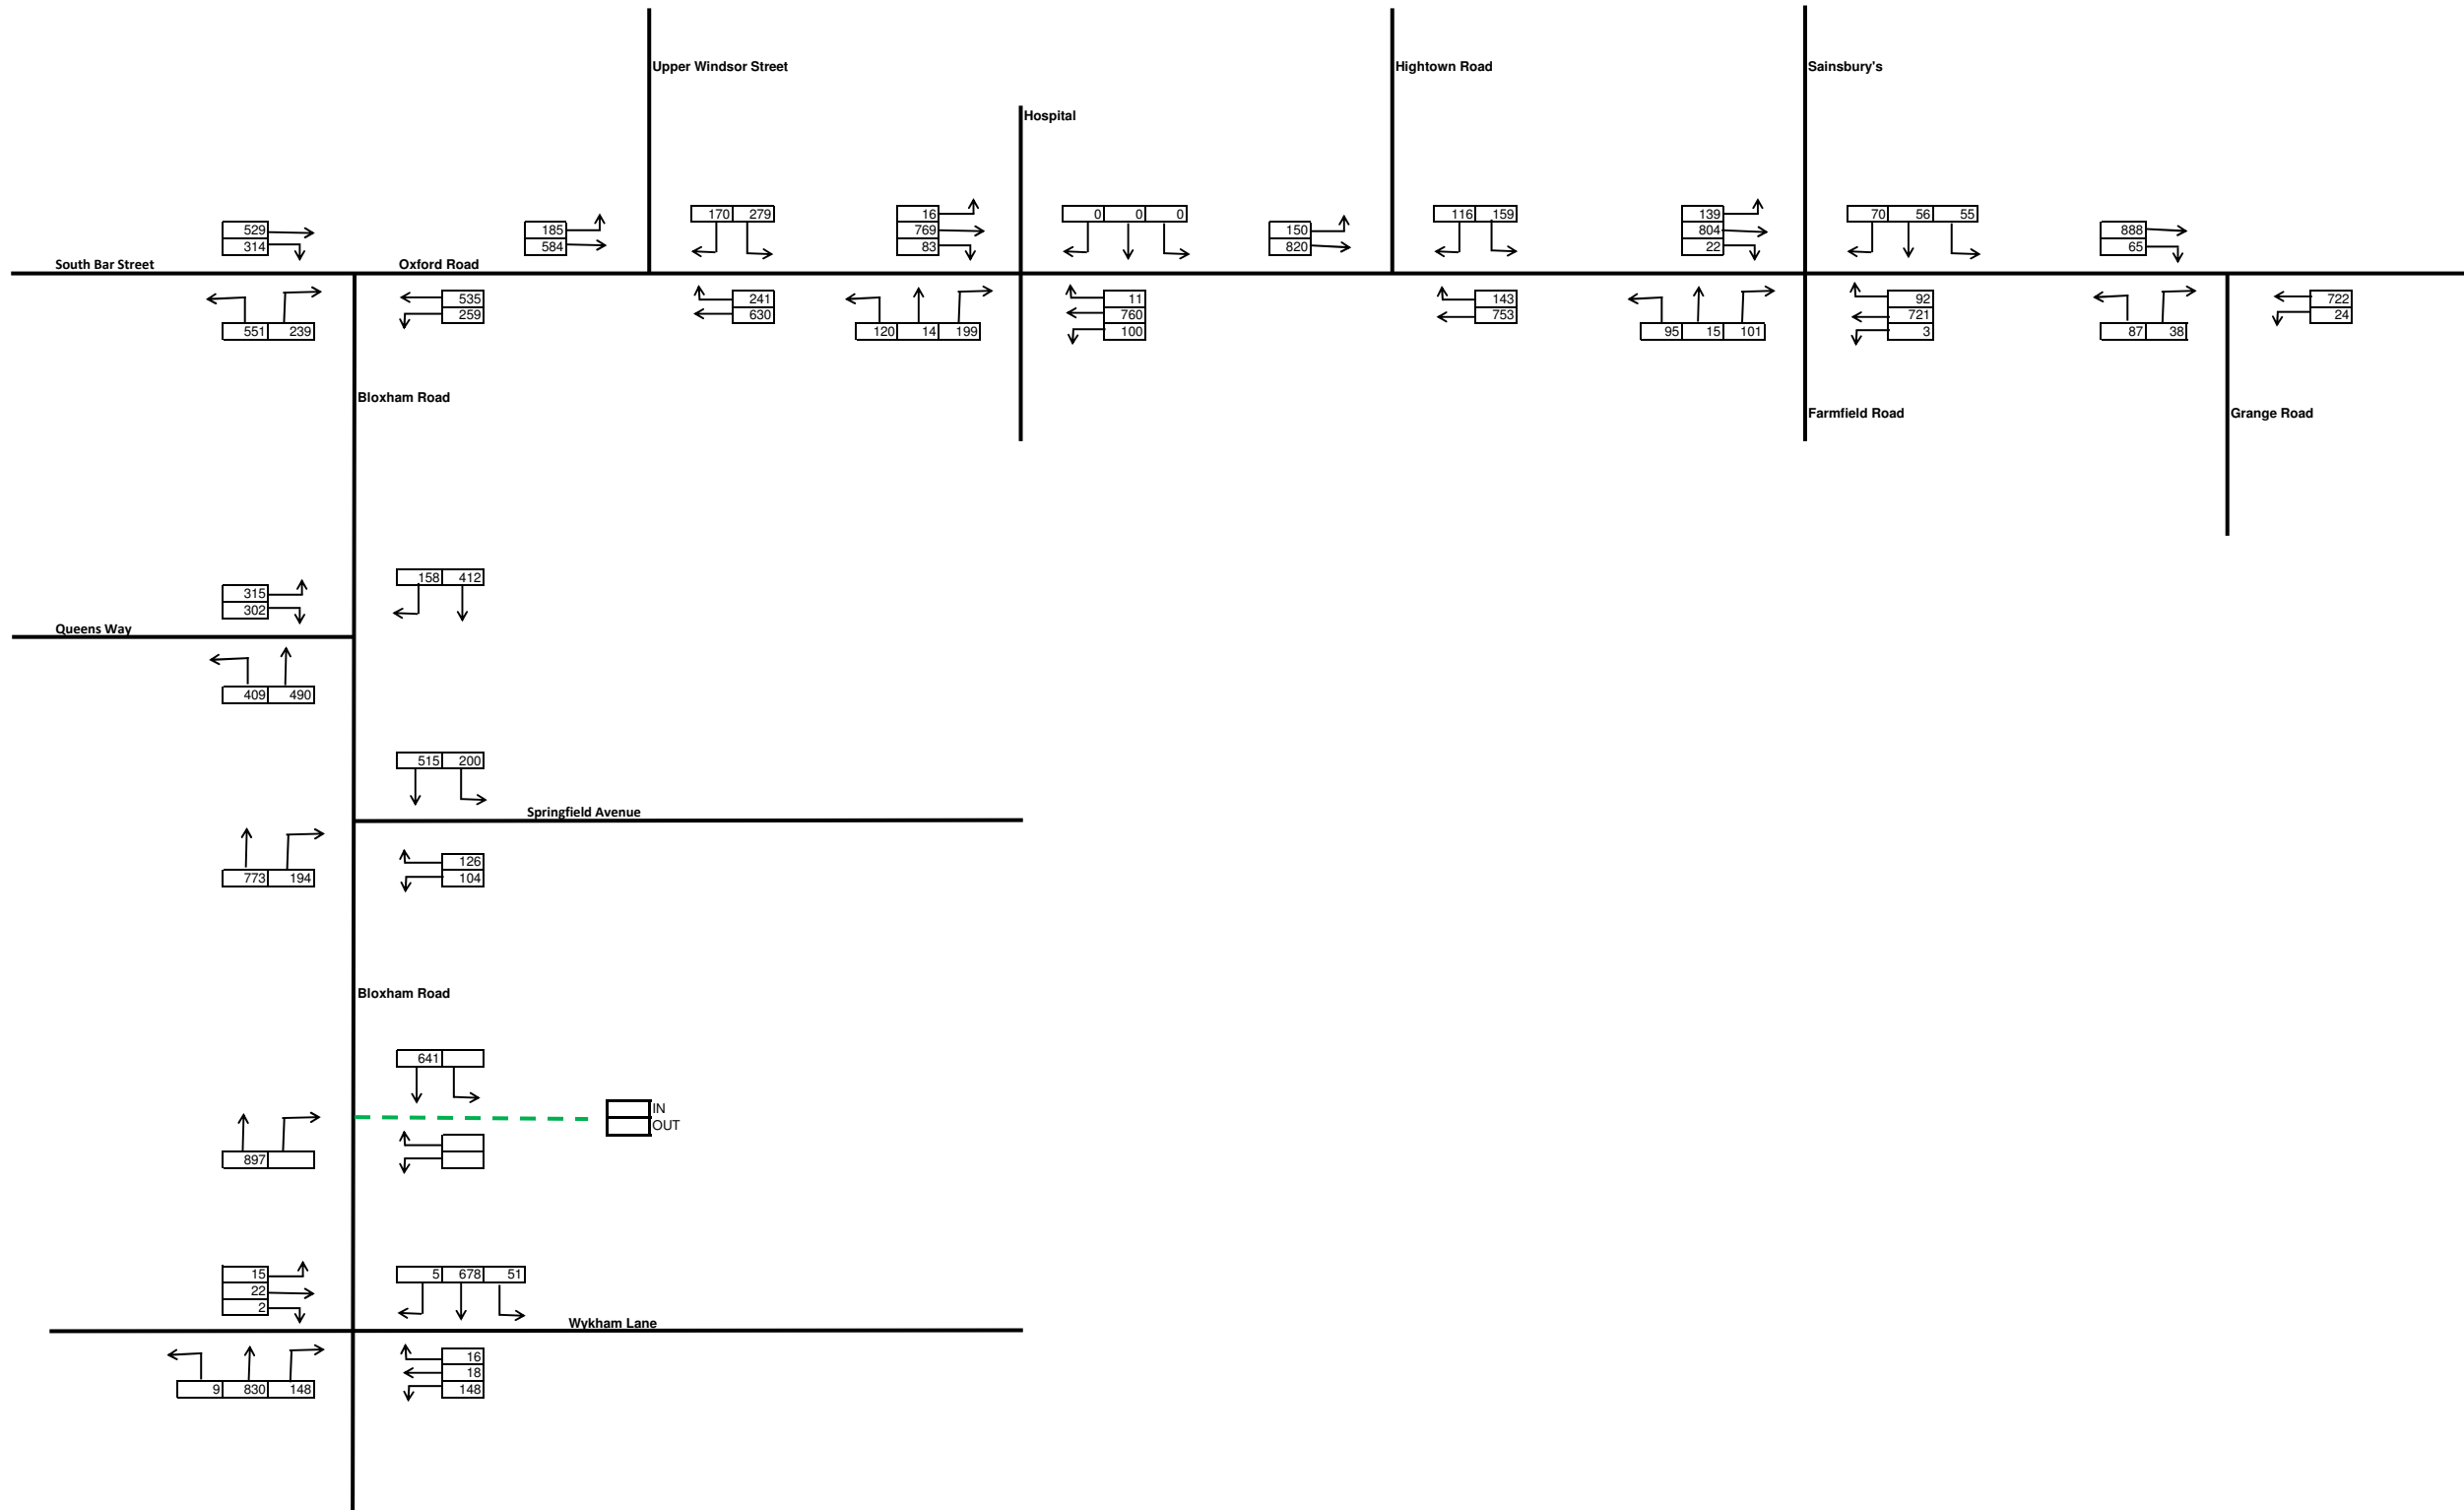 Upper Windsor Street
Hightown Road
Sainsbury's
Hospital
529
314
185
584
170 279
16
769
83
0 0 0
150
820
116 159
139
804
22
70 56 55
888
65
South Bar Street
Oxford Road
551 239
535
259
241
630
120 14 199
11
760
100
143
753
95 15 101
92
721
3
87 38
722
24
Bloxham Road
Farmfield Road
Grange Road
315
302
158 412
Queens Way
409 490
515 200
Springfield Avenue
773 194
126
104
Bloxham Road
641
IN
OUT
897
15
22
2
5 678 51
Wykham Lane
9 830 148
16
18
148